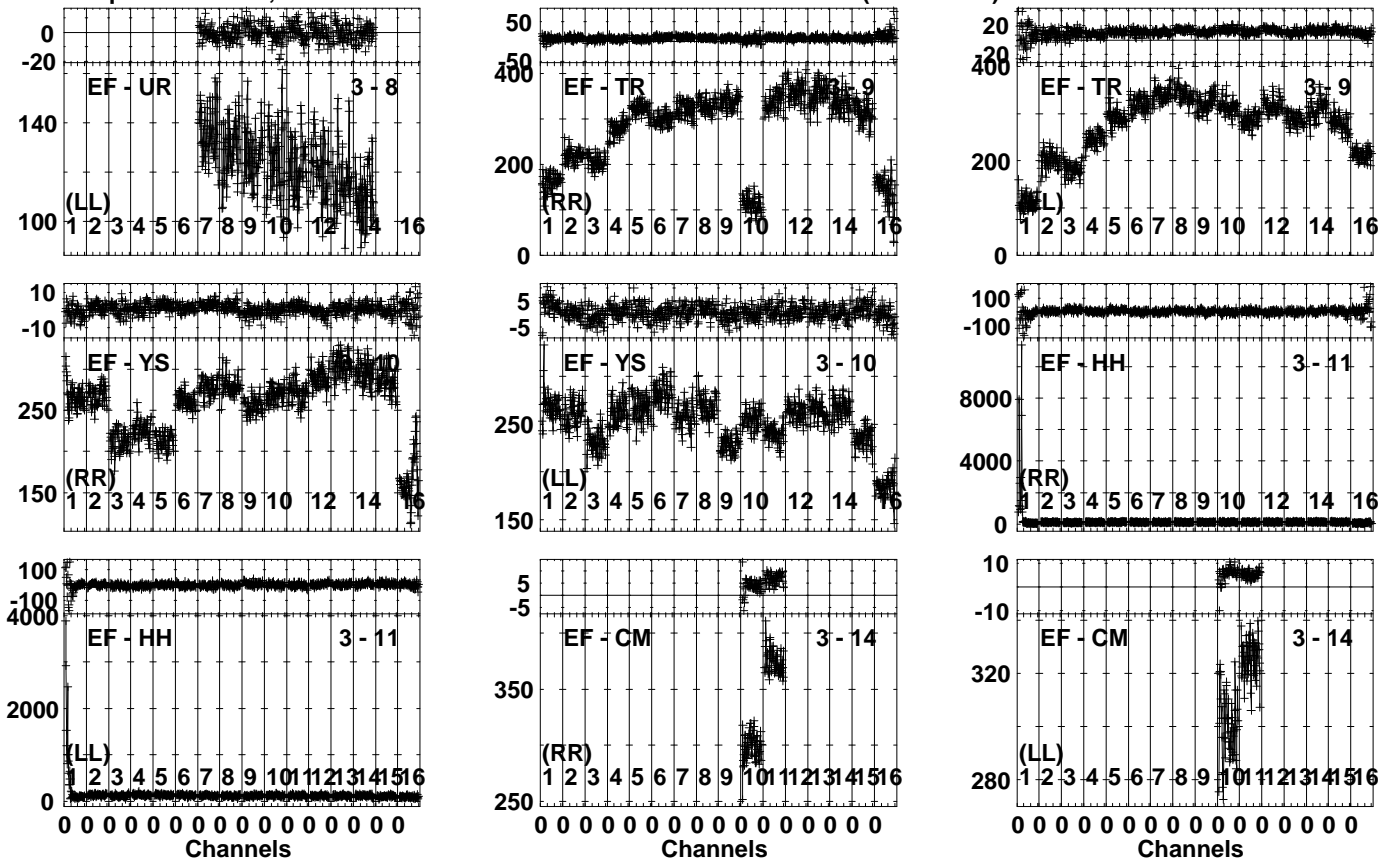 0
-20
EF - UR 3 - 8
140
100
(LL)
1 2 3 4 5 6 7 8 9 10 12 14 16
50
-50
400
EF - TR 3 - 9
200
(RR)
0
1 2 3 4 5 6 7 8 9 10 12 14 16
20
-20
400
EF - TR 3 - 9
200
0
1 2 3 4 5 6 7 8 9 10 12 14 16
10
-10
EF - YS 3 - 10
250
(RR)
150
1 2 3 4 5 6 7 8 9 10 12 14 16
5
-5
EF - YS 3 - 10
250
(LL)
150
1 2 3 4 5 6 7 8 9 10 12 14 16
100
-100
EF - HH 3 - 11
8000
4000
(RR)
0
1 2 3 4 5 6 7 8 9 10 12 14 16
100
-100
4000
EF - HH 3 - 11
2000
(LL)
0
1 2 3 4 5 6 7 8 9 10 11 12 13 14 15 16
0 0 0 0 0 0 0 0 0 0 0 0 0 0 0 0
Channels
5
-5
EF - CM 3 - 14
350
(RR)
250
1 2 3 4 5 6 7 8 9 10 11 12 13 14 15 16
0 0 0 0 0 0 0 0 0 0 0 0 0 0 0 0
Channels
10
-10
EF - CM 3 - 14
320
(LL)
280
1 2 3 4 5 6 7 8 9 10 11 12 13 14 15 16
0 0 0 0 0 0 0 0 0 0 0 0 0 0 0 0
Channels